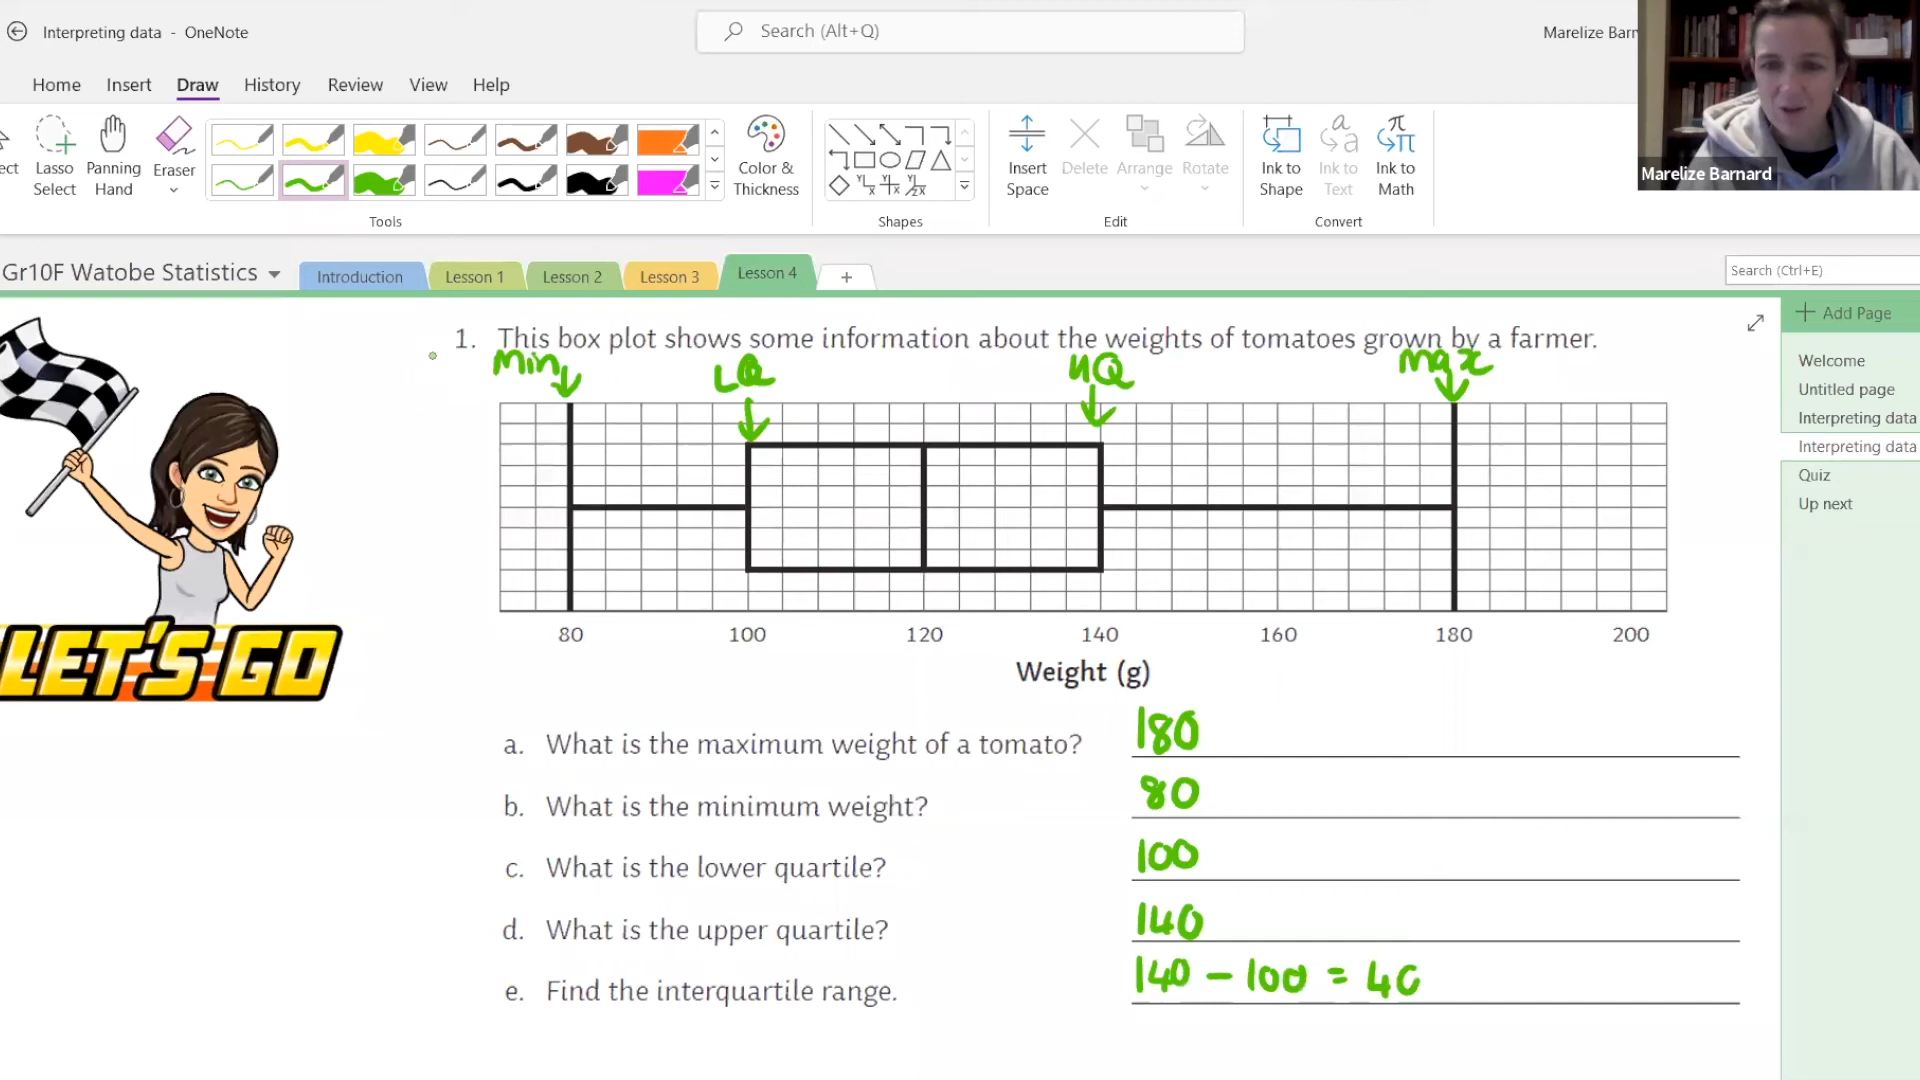 Interpreting data - OneNote
Search (Alt+Q)
Marelize Barn
Home Insert Draw History Review View Help
Lasso Select
Panning Hand
Eraser
Color & Thickness
Insert Space
Delete
Arrange
Rotate
Ink to Shape
Ink to Text
Ink to Math
Marelize Barnard
Tools Shapes Edit Convert
Gr10F Watobe Statistics
Introduction Lesson 1 Lesson 2 Lesson 3 Lesson 4 +
Search (Ctrl+E)
Add Page
Welcome
Untitled page
Interpreting data
Interpreting data
Quiz
Up next
LET'S GO
1. This box plot shows some information about the weights of tomatoes grown by a farmer.
Min LQ UQ max
80 100 120 140 160 180 200
Weight (g)
a. What is the maximum weight of a tomato? 180
b. What is the minimum weight? 80
c. What is the lower quartile? 100
d. What is the upper quartile? 140
e. Find the interquartile range. 140 - 100 = 40